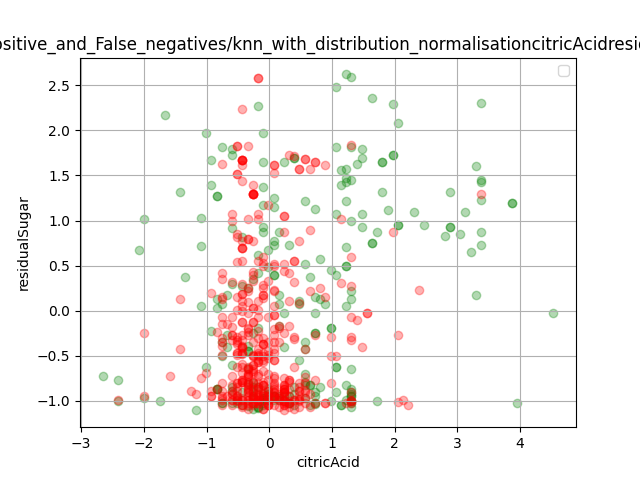 ositive_and_False_negatives/knn_with_distribution_normalisationcitricAcidresid
2.5
2.0
1.5
1.0
0.5
0.0
−0.5
−1.0
residualSugar
−3 −2 −1 0 1 2 3 4
citricAcid